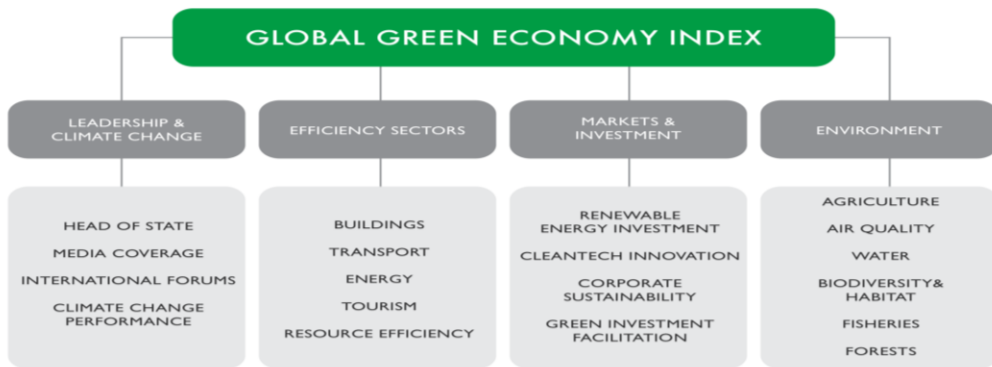 GLOBAL GREEN ECONOMY INDEX
LEADERSHIP &
CLIMATE CHANGE
HEAD OF STATE
MEDIA COVERAGE
INTERNATIONAL FORUMS
CLIMATE CHANGE
PERFORMANCE
EFFICIENCY SECTORS
BUILDINGS
TRANSPORT
ENERGY
TOURISM
RESOURCE EFFICIENCY
MARKETS &
INVESTMENT
RENEWABLE
ENERGY INVESTMENT
CLEANTECH INNOVATION
CORPORATE
SUSTAINABILITY
GREEN INVESTMENT
FACILITATION
ENVIRONMENT
AGRICULTURE
AIR QUALITY
WATER
BIODIVERSITY&
HABITAT
FISHERIES
FORESTS